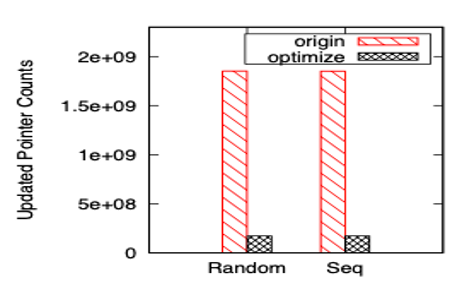 Updated Pointer Counts
2e+09
1.5e+09
1e+09
5e+08
0
origin
optimize
Random Seq